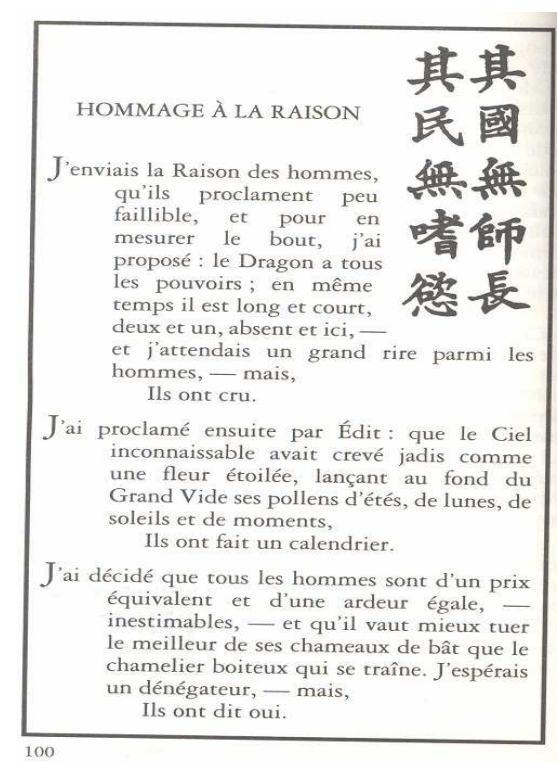 HOMMAGE À LA RAISON
其國無師長
其民無嗜慾
J'enviais la Raison des hommes,
qu'ils proclament peu
faillible, et pour en
mesurer le bout, j'ai
proposé : le Dragon a tous
les pouvoirs ; en même
temps il est long et court,
deux et un, absent et ici, —
et j'attendais un grand rire parmi les
hommes, — mais,
Ils ont cru.
J'ai proclamé ensuite par Édit : que le Ciel
inconnaissable avait crevé jadis comme
une fleur étoilée, lançant au fond du
Grand Vide ses pollens d'étés, de lunes, de
soleils et de moments,
Ils ont fait un calendrier.
J'ai décidé que tous les hommes sont d'un prix
équivalent et d'une ardeur égale, —
inestimables, — et qu'il vaut mieux tuer
le meilleur de ses chameaux de bât que le
chamelier boiteux qui se traîne. J'espérais
un dénégateur, — mais,
Ils ont dit oui.
100